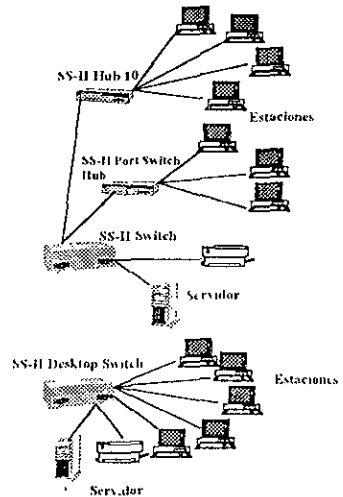 SS-II Hub 10
Estaciones
SS-II Port Switch
Hub
SS-II Switch
Servidor
SS-II Desktop Switch
Estaciones
Servidor